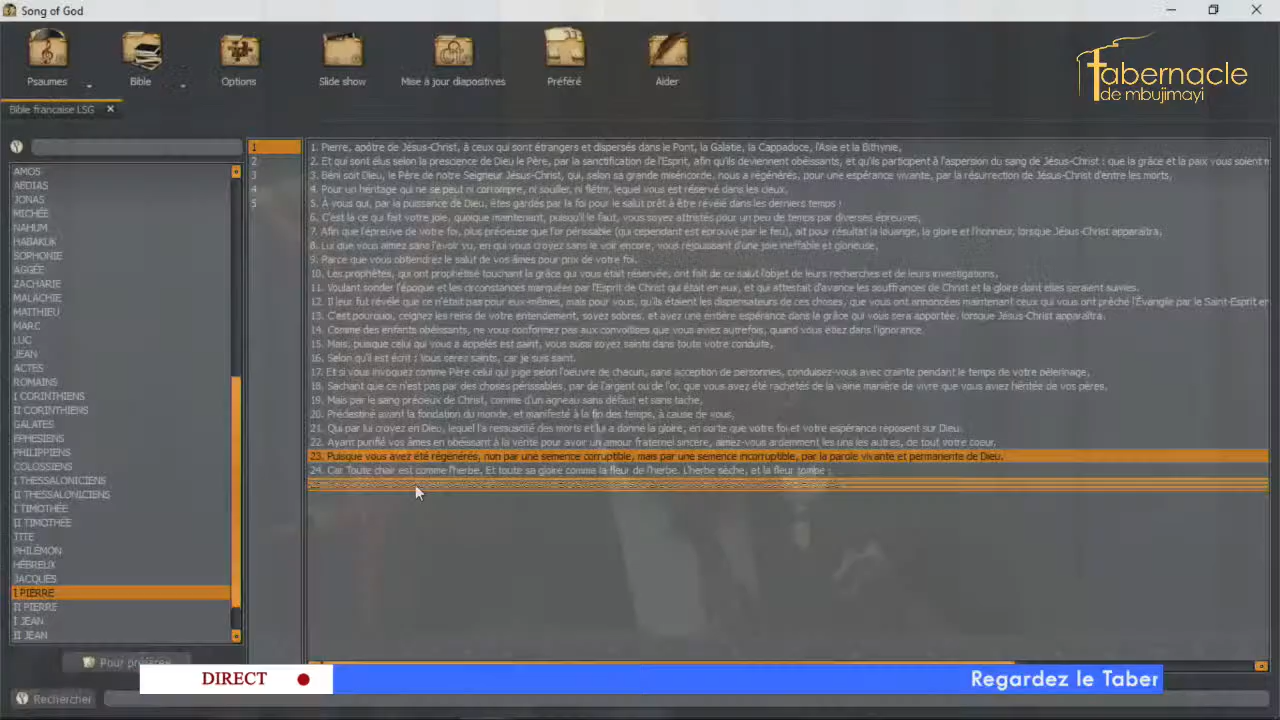 Song of God
Psaumes
Bible
Options
Slide show
Mise à jour diapositives
Préféré
Aider
Tabernacle
de mbujimayi
Bible francaise LSG
AMOS
ABDIAS
JONAS
MICHÉE
NAHUM
HABAKUK
SOPHONIE
AGGÉE
ZACHARIE
MALACHIE
MATTHIEU
MARC
LUC
JEAN
ACTES
ROMAINS
I CORINTHIENS
II CORINTHIENS
GALATES
EPHESIENS
PHILIPPIENS
COLOSSIENS
I THESSALONICIENS
II THESSALONICIENS
I TIMOTHÉE
II TIMOTHÉE
TITE
PHILÉMON
HÉBREUX
JACQUES
I PIERRE
II PIERRE
I JEAN
II JEAN
1
2
3
4
5
1. Pierre, apôtre de Jésus-Christ, à ceux qui sont étrangers et dispersés dans le Pont, la Galatie, la Cappadoce, l'Asie et la Bithynie,
2. Et qui sont élus selon la prescience de Dieu le Père, par la sanctification de l'Esprit, afin qu'ils deviennent obéissants, et qu'ils participent à l'aspersion du sang de Jésus-Christ : que la grâce et la paix vous soient
3. Béni soit Dieu, le Père de notre Seigneur Jésus-Christ, qui, selon sa grande miséricorde, nous a régénérés, pour une espérance vivante, par la résurrection de Jésus-Christ d'entre les morts,
4. Pour un héritage qui ne se peut ni corrompre, ni souiller, ni flétrir, lequel vous est réservé dans les cieux,
5. À vous qui, par la puissance de Dieu, êtes gardés par la foi pour le salut prêt à être révélé dans les derniers temps !
6. C'est là ce qui fait votre joie, quoique maintenant, puisqu'il le faut, vous soyez attristés pour un peu de temps par diverses épreuves,
7. Afin que l'épreuve de votre foi, plus précieuse que l'or périssable (qui cependant est éprouvé par le feu), ait pour résultat la louange, la gloire et l'honneur, lorsque Jésus-Christ apparaîtra,
8. Lui que vous aimez sans l'avoir vu, en qui vous croyez sans le voir encore, vous réjouissant d'une joie ineffable et glorieuse,
9. Parce que vous obtiendrez le salut de vos âmes pour prix de votre foi.
10. Les prophètes, qui ont prophétisé touchant la grâce qui vous était réservée, ont fait de ce salut l'objet de leurs recherches et de leurs investigations,
11. Voulant sonder l'époque et les circonstances marquées par l'Esprit de Christ qui était en eux, et qui attestait d'avance les souffrances de Christ et la gloire dont elles seraient suivies.
12. Il leur fut révélé que ce n'était pas pour eux-mêmes, mais pour vous, qu'ils étaient les dispensateurs de ces choses, que vous ont annoncées maintenant ceux qui vous ont prêché l'Évangile par le Saint-Esprit
13. C'est pourquoi, ceignez les reins de votre entendement, soyez sobres, et ayez une entière espérance dans la grâce qui vous sera apportée, lorsque Jésus-Christ apparaîtra.
14. Comme des enfants obéissants, ne vous conformez pas aux convoitises que vous aviez autrefois, quand vous étiez dans l'ignorance.
15. Mais, puisque celui qui vous a appelés est saint, vous aussi soyez saints dans toute votre conduite,
16. Selon qu'il est écrit : Vous serez saints, car je suis saint.
17. Et si vous invoquez comme Père celui qui juge selon l'oeuvre de chacun, sans acception de personnes, conduisez-vous avec crainte pendant le temps de votre pèlerinage,
18. Sachant que ce n'est pas par des choses périssables, par de l'argent ou de l'or, que vous avez été rachetés de la vaine manière de vivre que vous aviez héritée de vos pères,
19. Mais par le sang précieux de Christ, comme d'un agneau sans défaut et sans tache,
20. Prédestiné avant la fondation du monde, et manifesté à la fin des temps, à cause de vous,
21. Qui par lui croyez en Dieu, lequel l'a ressuscité des morts et lui a donné la gloire, en sorte que votre foi et votre espérance reposent sur Dieu.
22. Ayant purifié vos âmes en obéissant à la vérité pour avoir un amour fraternel sincère, aimez-vous ardemment les uns les autres, de tout votre coeur,
23. Puisque vous avez été régénérés, non par une semence corruptible, mais par une semence incorruptible, par la parole vivante et permanente de Dieu.
24. Car Toute chair est comme l'herbe, Et toute sa gloire comme la fleur de l'herbe. L'herbe sèche, et la fleur tombe ;
Pour préféré
DIRECT
Regardez le Taber
Rechercher